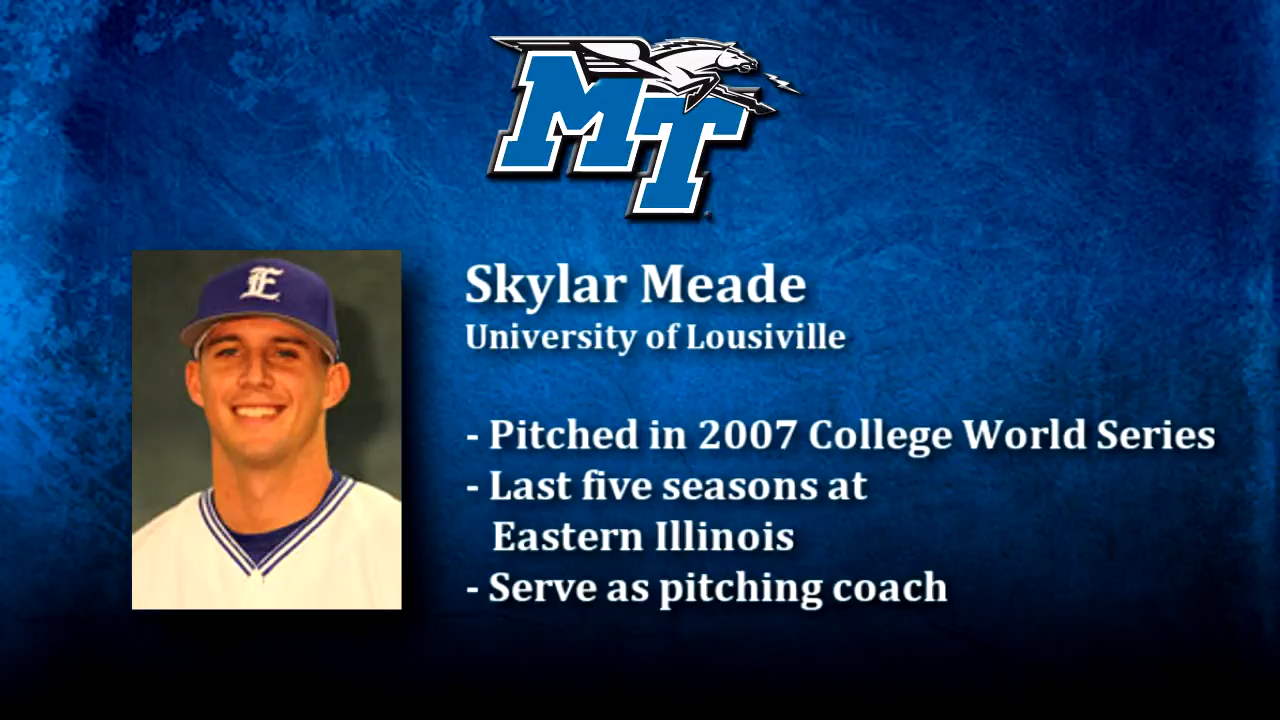 MT
E
Skylar Meade
University of Lousiville
- Pitched in 2007 College World Series
- Last five seasons at
Eastern Illinois
- Serve as pitching coach